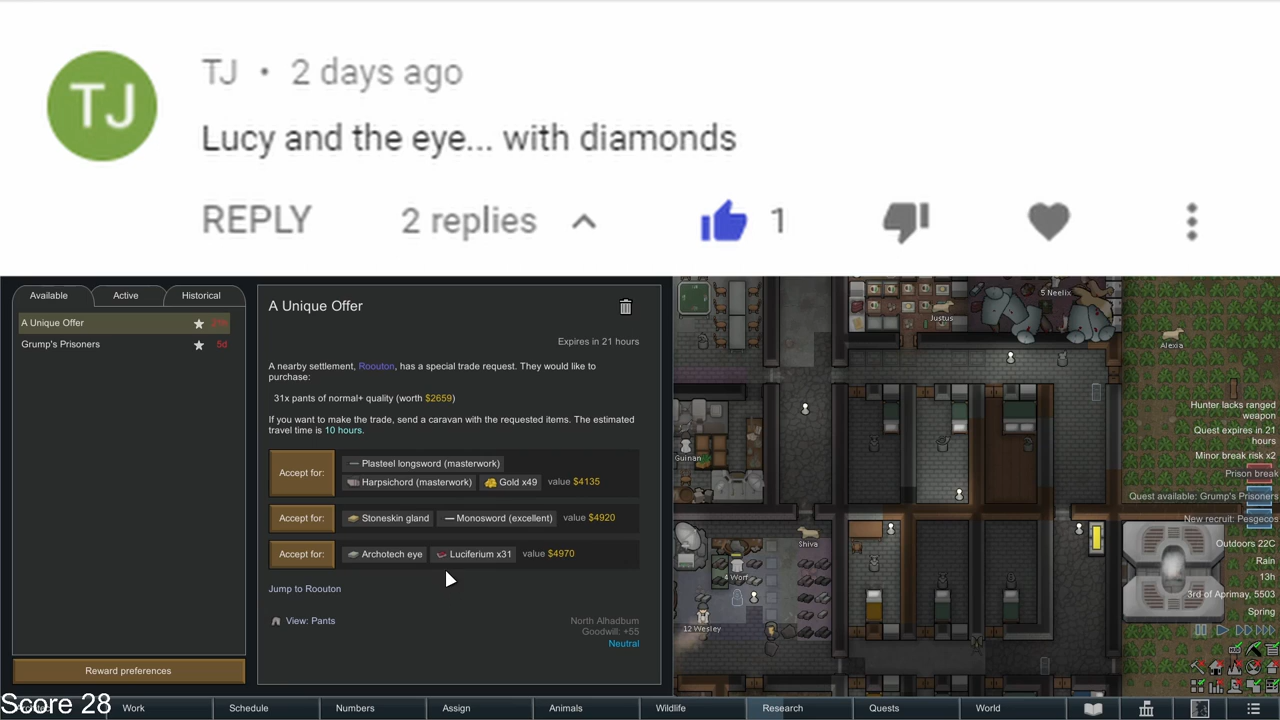 TJ
TJ • 2 days ago
Lucy and the eye... with diamonds
REPLY
2 replies
1
Available
Active
Historical
A Unique Offer
Grump's Prisoners
5d
Reward preferences
A Unique Offer
Expires in 21 hours
A nearby settlement, Roouton, has a special trade request. They would like to
purchase:
31x pants of normal+ quality (worth $2659)
If you want to make the trade, send a caravan with the requested items. The estimated
travel time is 10 hours.
Accept for:
Plasteel longsword (masterwork)
Harpsichord (masterwork)
Gold x49
value $4135
Accept for:
Stoneskin gland
Monosword (excellent)
value $4920
Accept for:
Archotech eye
Luciferium x31
value $4970
Jump to Roouton
View: Pants
North Alhadbum
Goodwill: +55
Neutral
5 Neelix
Justus
Alexia
Guinan
Shiva
4 Worf
12 Wesley
Hunter lacks ranged
weapon
Quest expires in 21
hours
Minor break risk x2
Prison break
Quest available: Grump's Prisoners
New recruit: Pesgecos
Outdoors 22C
Rain
13h
3rd of Aprimay, 5503
Spring
Score 28
Work
Schedule
Numbers
Assign
Animals
Wildlife
Research
Quests
World